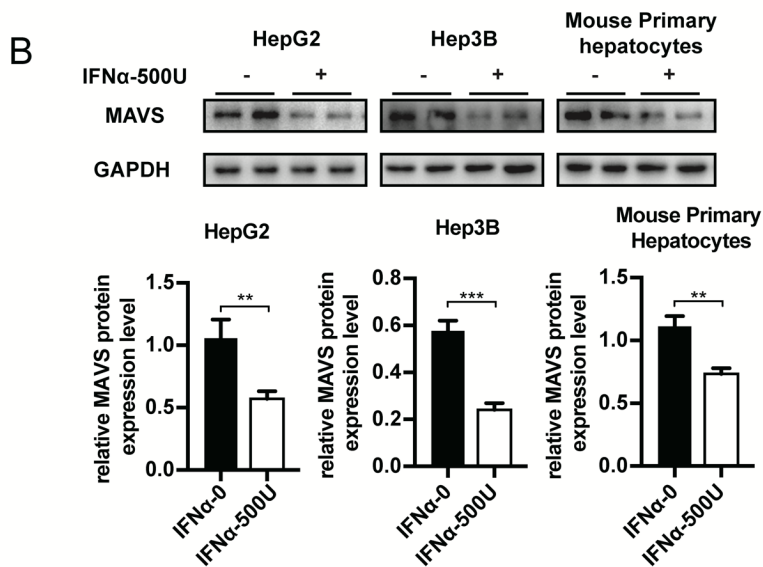 B
HepG2
Hep3B
Mouse Primary
hepatocytes
IFNα-500U - + - + - +
MAVS
GAPDH
HepG2
Hep3B
Mouse Primary
Hepatocytes
relative MAVS protein
expression level
1.5
1.0
0.5
0.0
**
IFNα-0
IFNα-500U
relative MAVS protein
expression level
0.8
0.6
0.4
0.2
0.0
***
IFNα-0
IFNα-500U
relative MAVS protein
expression level
1.5
1.0
0.5
0.0
**
IFNα-0
IFNα-500U